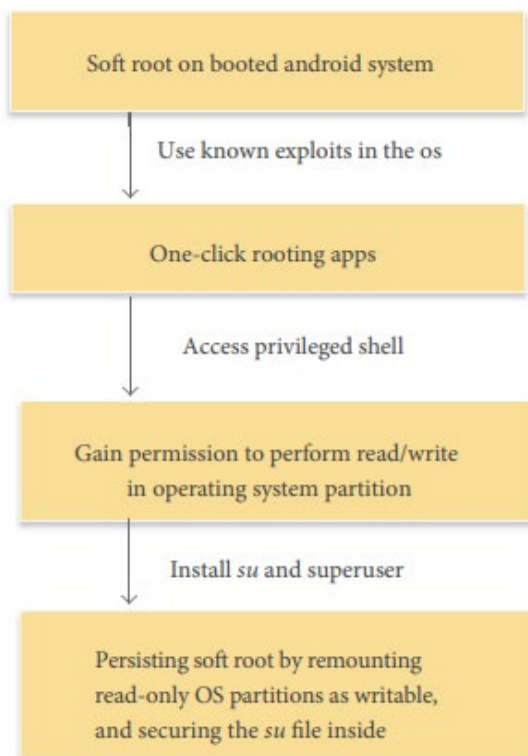 Soft root on booted android system
Use known exploits in the os
One-click rooting apps
Access privileged shell
Gain permission to perform read/write
in operating system partition
Install su and superuser
Persisting soft root by remounting
read-only OS partitions as writable,
and securing the su file inside